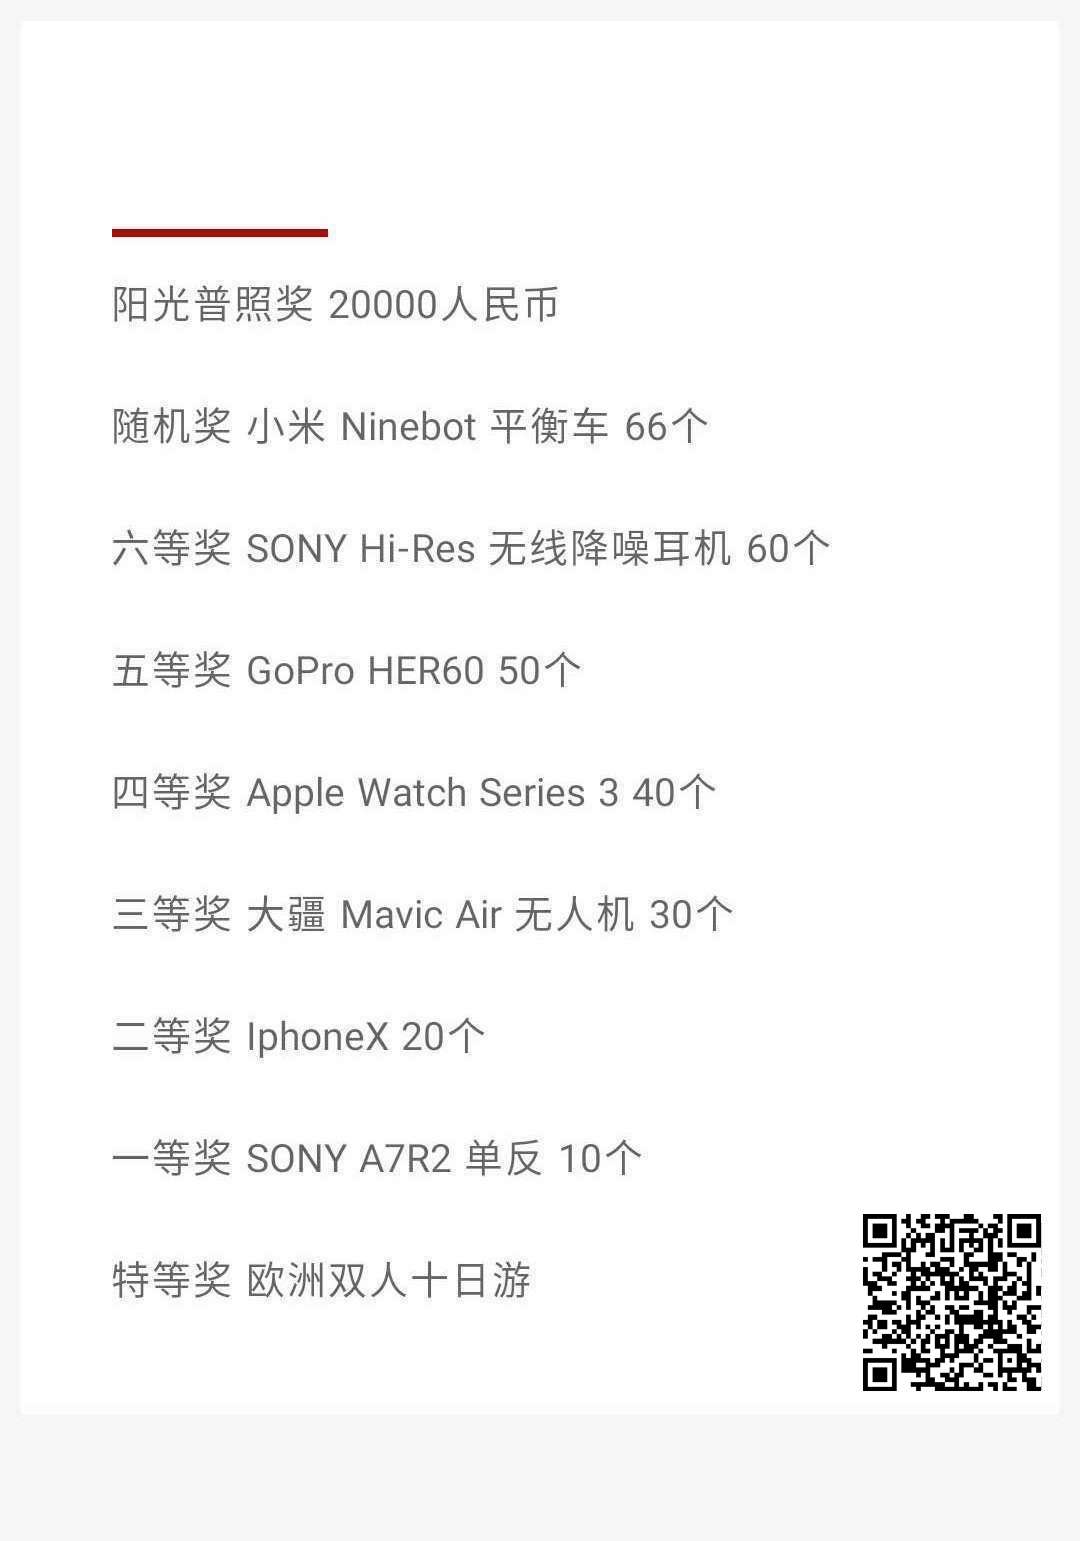 阳光普照奖 20000人民币
随机奖 小米 Ninebot 平衡车 66个
六等奖 SONY Hi-Res 无线降噪耳机 60个
五等奖 GoPro HER60 50个
四等奖 Apple Watch Series 3 40个
三等奖 大疆 Mavic Air 无人机 30个
二等奖 IphoneX 20个
一等奖 SONY A7R2 单反 10个
特等奖 欧洲双人十日游